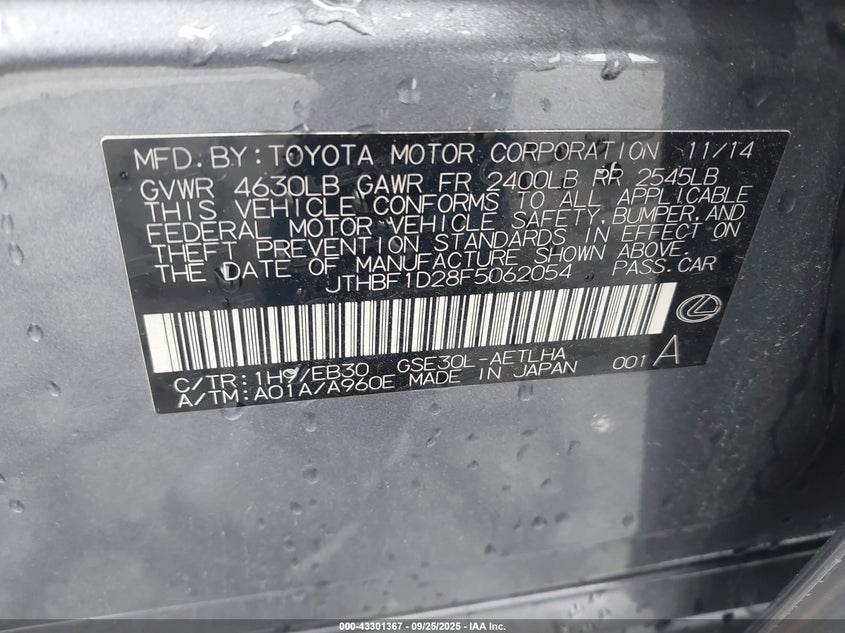 MFD. BY: TOYOTA MOTOR CORPORATION 11/14
GVWR 4630LB GAWR FR 2400LB RR 2545LB
THIS VEHICLE CONFORMS TO ALL APPLICABLE
FEDERAL MOTOR VEHICLE SAFETY, BUMPER, AND
THEFT PREVENTION STANDARDS IN EFFECT ON
THE DATE OF MANUFACTURE SHOWN ABOVE.
JTHBF1D28F5062054 PASS. CAR
C/TR: 1H9/EB30 GSE30L-AETLHA 001 A
A/TM: A01A/A960E MADE IN JAPAN
000-43301367 - 09/25/2025 - IAA Inc.